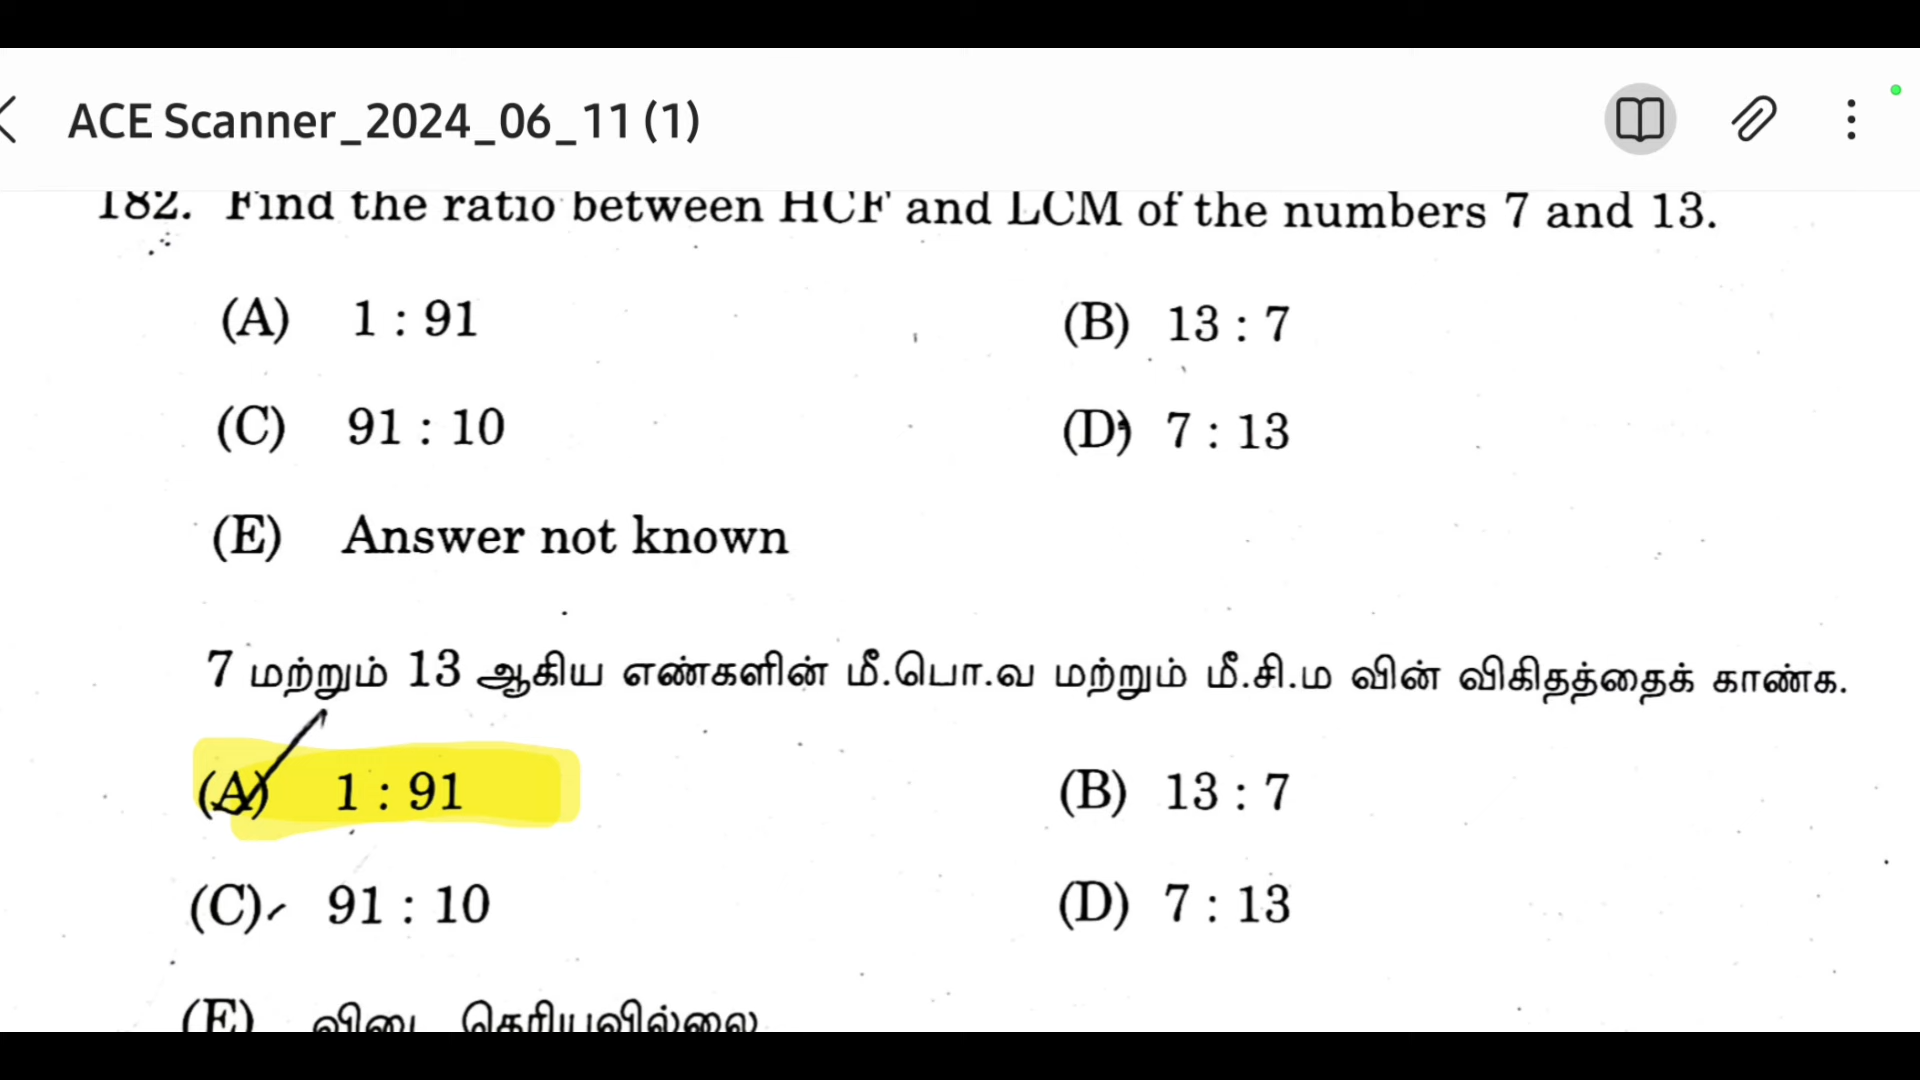 ACE Scanner_2024_06_11 (1)
182. Find the ratio between HCF and LCM of the numbers 7 and 13.
(A) 1 : 91 (B) 13 : 7
(C) 91 : 10 (D) 7 : 13
(E) Answer not known
7 மற்றும் 13 ஆகிய எண்களின் மீ.பொ.வ மற்றும் மீ.சி.ம வின் விகிதத்தைக் காண்க.
(A) 1 : 91 (B) 13 : 7
(C) 91 : 10 (D) 7 : 13
(E) விடை தெரியவில்லை